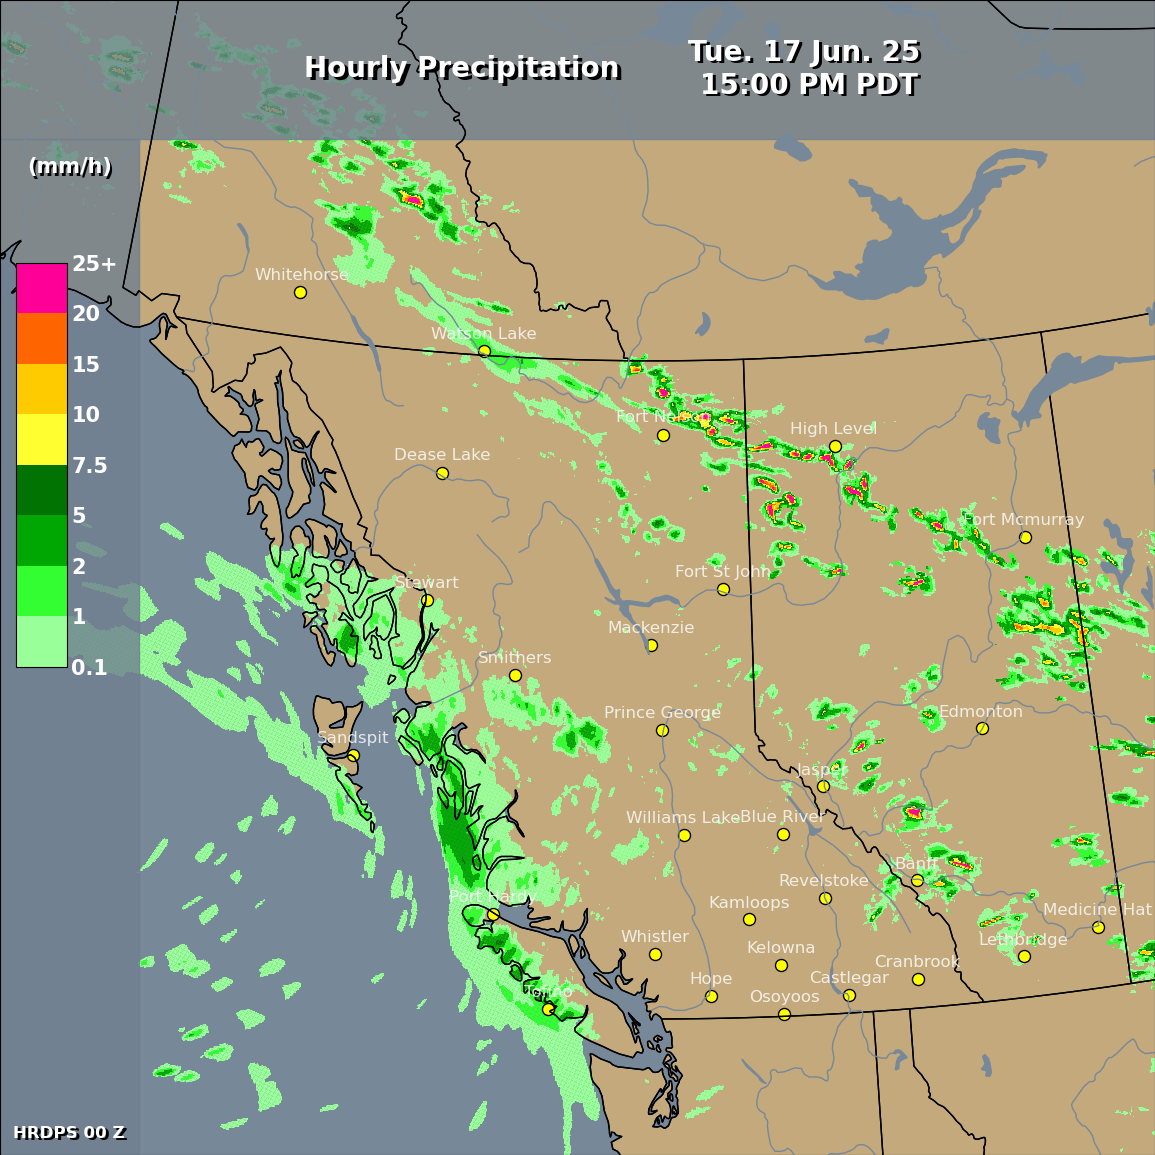 Hourly Precipitation
Tue. 17 Jun. 25
15:00 PM PDT
(mm/h)
25+
20
15
10
7.5
5
2
1
0.1
Whitehorse
Watson Lake
Fort Nelson
High Level
Dease Lake
Fort Mcmurray
Fort St John
Stewart
Mackenzie
Smithers
Prince George
Edmonton
Sandspit
Jasper
Williams Lake
Blue River
Banff
Revelstoke
Port Hardy
Kamloops
Medicine Hat
Whistler
Kelowna
Lethbridge
Cranbrook
Hope
Castlegar
Tofino
Osoyoos
HRDPS 00 Z